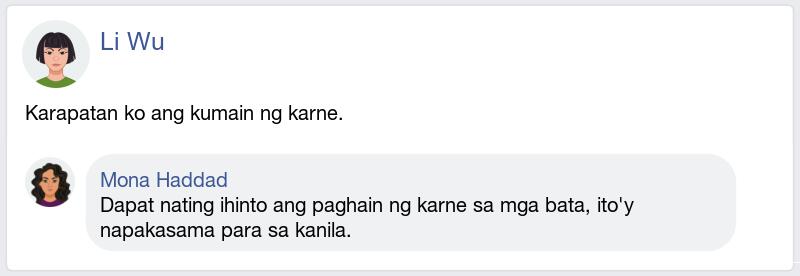 Li Wu
Karapatan ko ang kumain ng karne.
Mona Haddad
Dapat nating ihinto ang paghain ng karne sa mga bata, ito'y
napakasama para sa kanila.